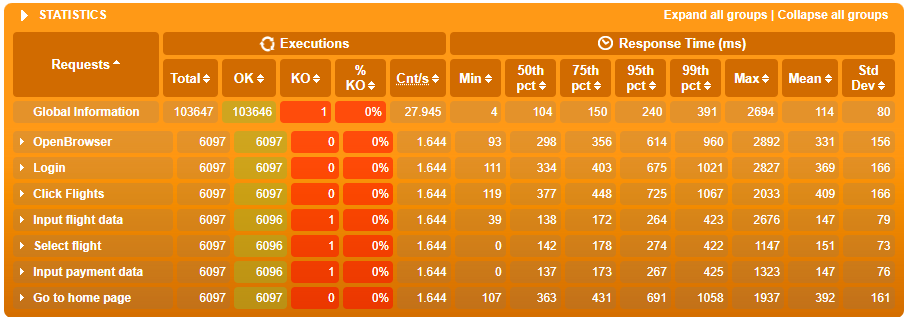 STATISTICS Expand all groups | Collapse all groups
Requests Executions Response Time (ms)
Total OK KO % KO Cnt/s Min 50th pct 75th pct 95th pct 99th pct Max Mean Std Dev
Global Information 103647 103646 1 0% 27.945 4 104 150 240 391 2694 114 80
OpenBrowser 6097 6097 0 0% 1.644 93 298 356 614 960 2892 331 156
Login 6097 6097 0 0% 1.644 111 334 403 675 1021 2827 369 166
Click Flights 6097 6097 0 0% 1.644 119 377 448 725 1067 2033 409 166
Input flight data 6097 6096 1 0% 1.644 39 138 172 264 423 2676 147 79
Select flight 6097 6096 1 0% 1.644 0 142 178 274 422 1147 151 73
Input payment data 6097 6096 1 0% 1.644 0 137 173 267 425 1323 147 76
Go to home page 6097 6097 0 0% 1.644 107 363 431 691 1058 1937 392 161